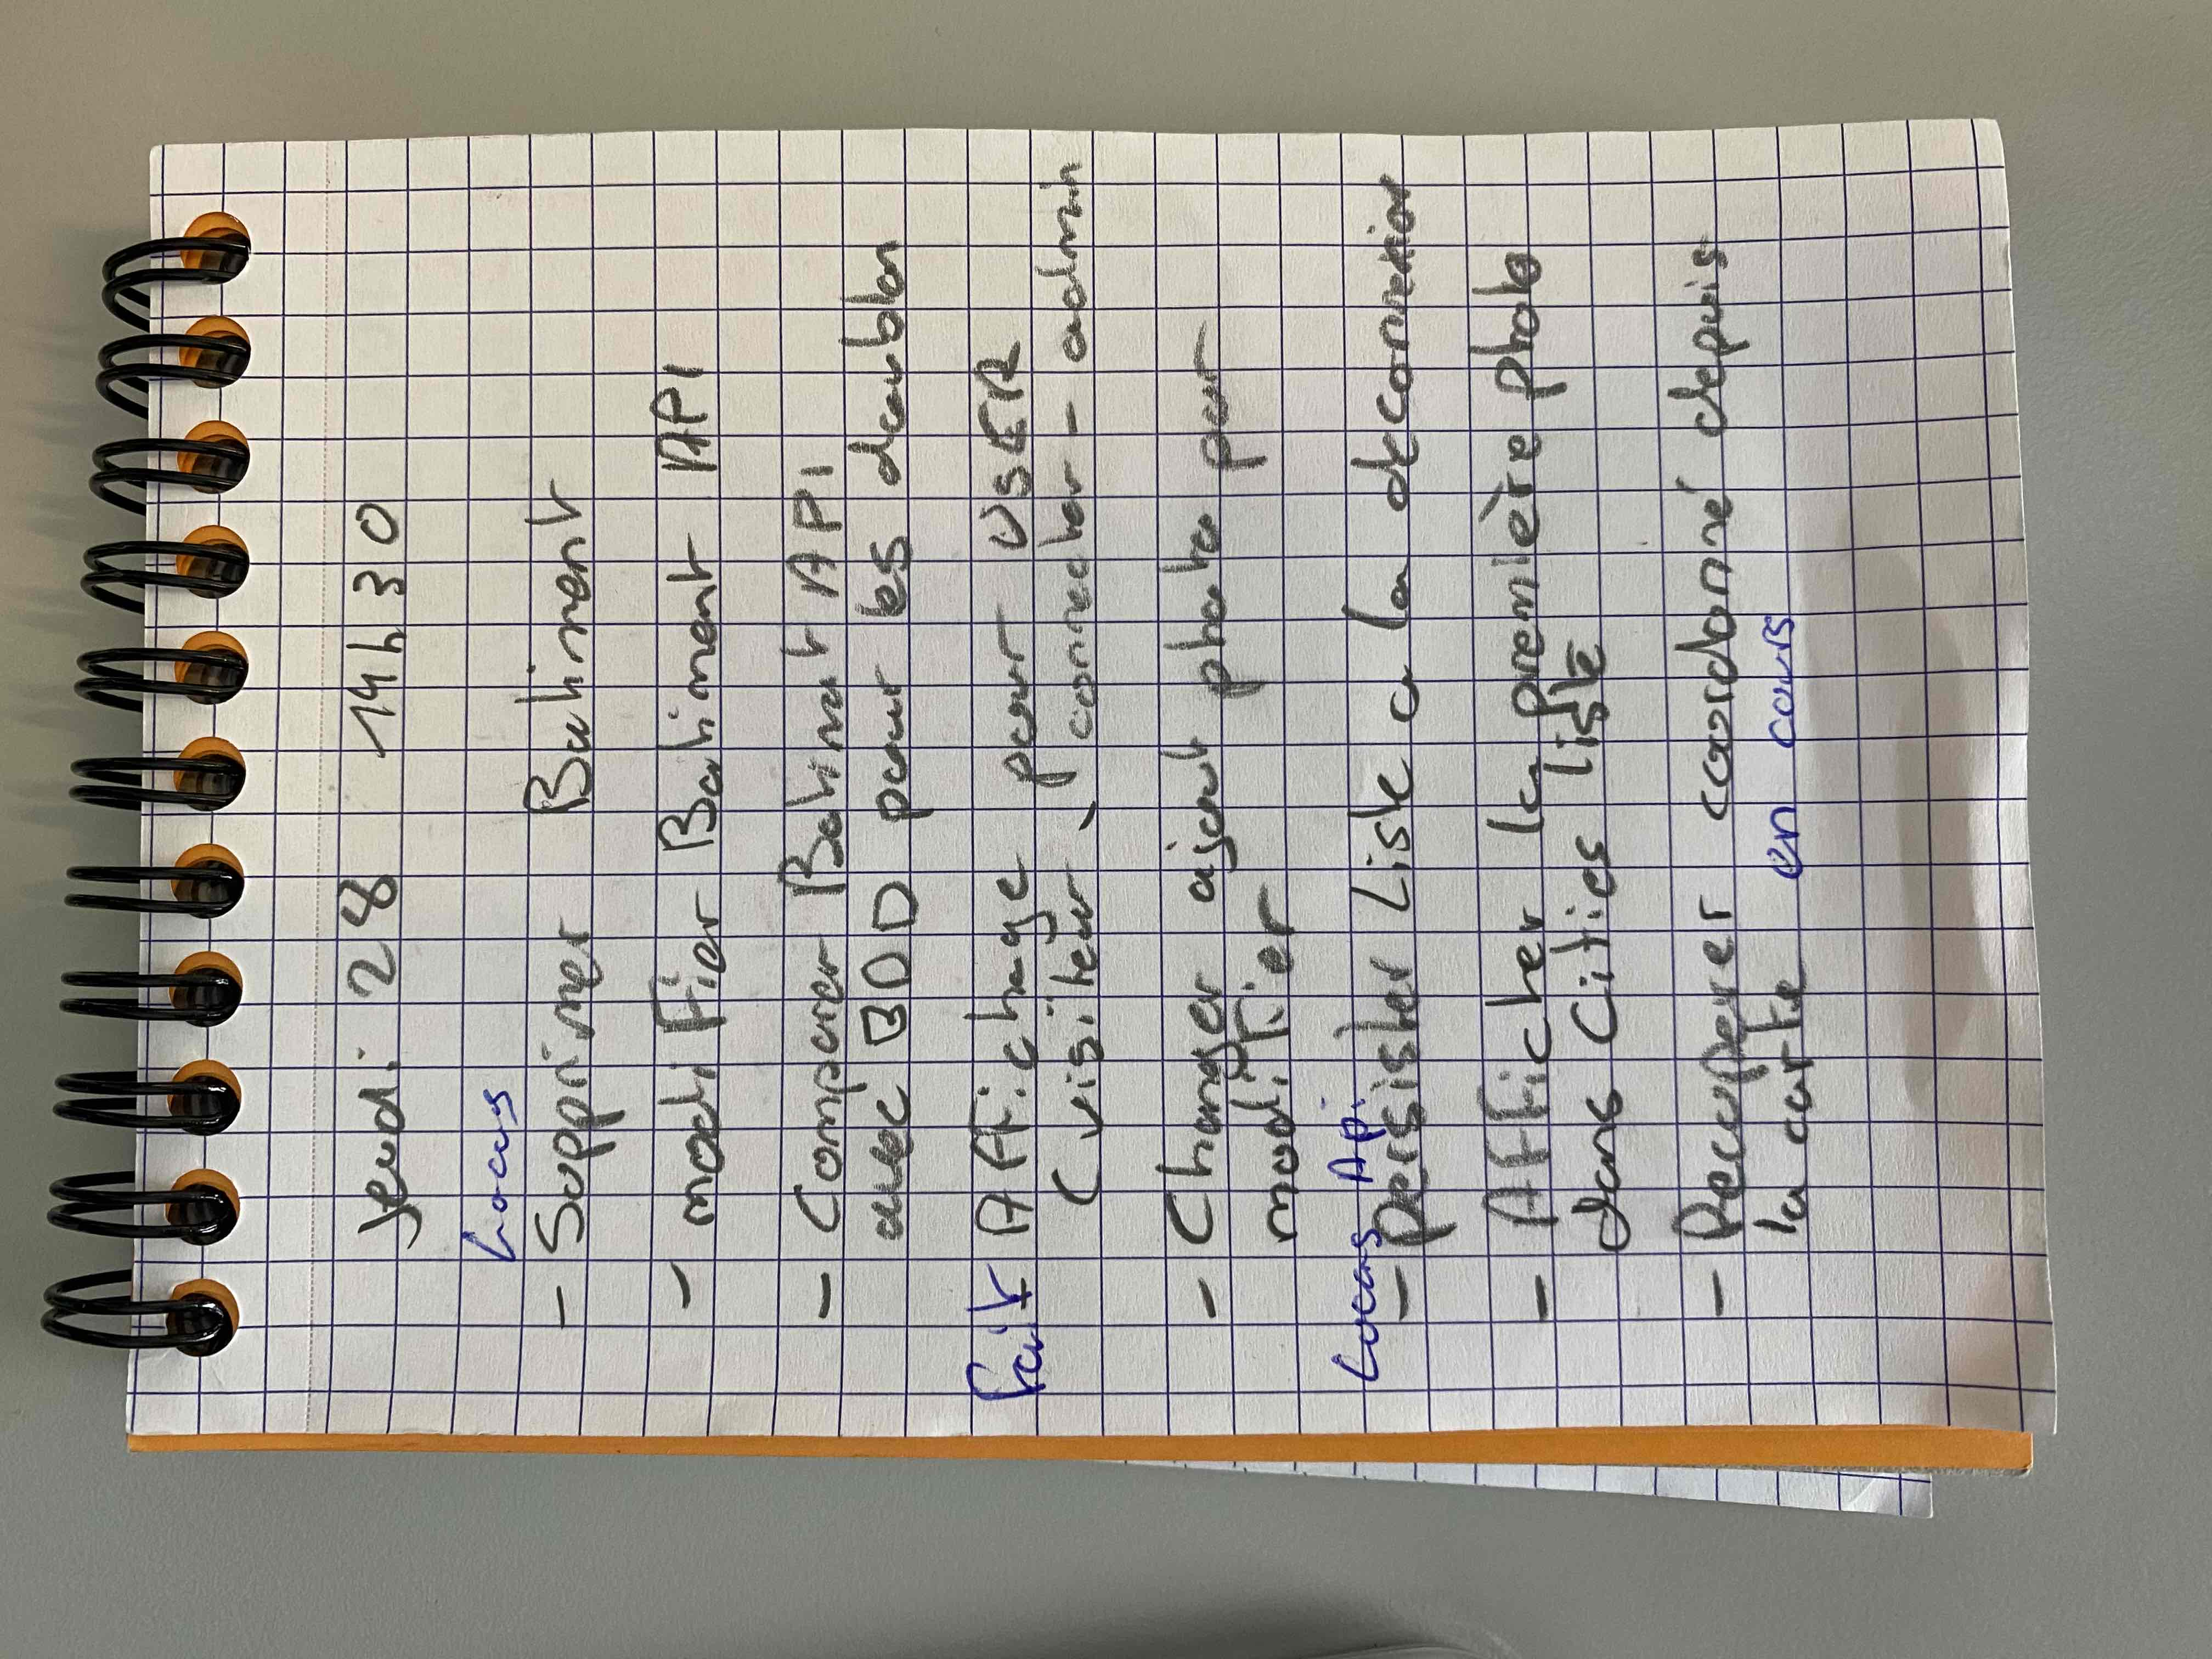 jeudi 28 14h30
Lucas
- Supprimer Batiment
- modiFier Batiment API
- Comparer Batimat API
avec BDD pour les doublon
Fait AFFichage pour USER
(visiteur, connecter - admin
- Changer ajout photo par
modiFier
Lucas Api
- persister Liste a la deconnexion
- AFFicher la première photo
dans Cities liste
- Recuperer coordonné depuis
la carte en cours